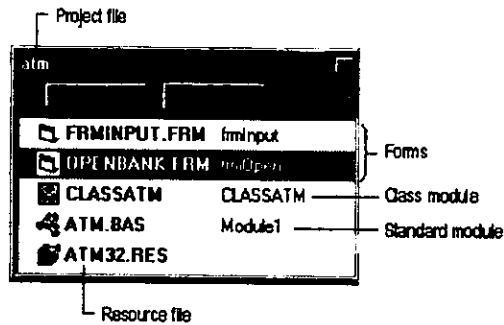 Project file
atm
FRMINPUT.FRM frmInput
OPENBANK.FRM frmOpen
Forms
CLASSATM CLASSATM Class module
ATM.BAS Module1 Standard module
ATM32.RES
Resource file